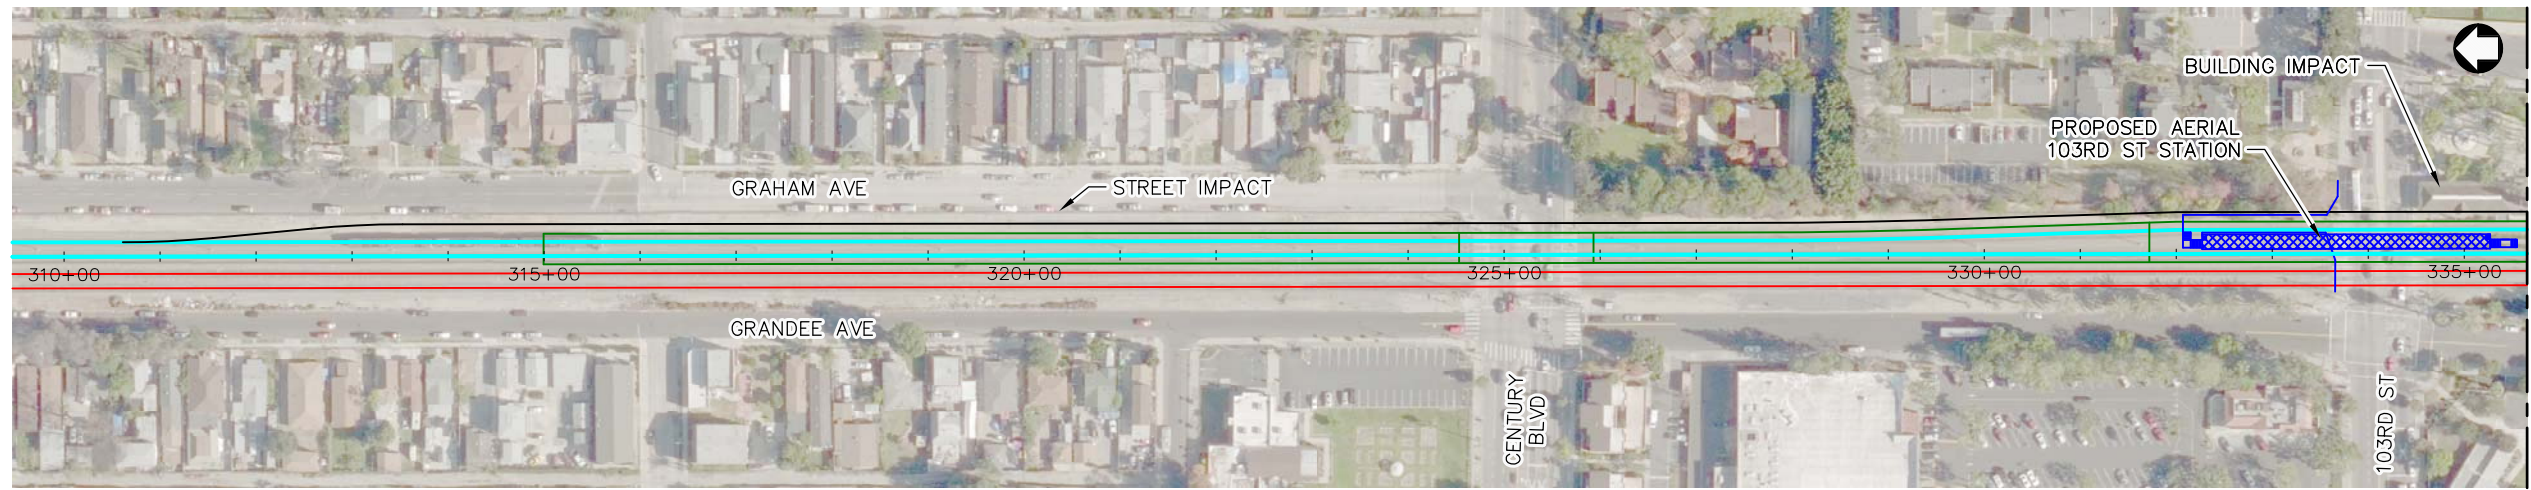 BUILDING IMPACT
PROPOSED AERIAL
103RD ST STATION
GRAHAM AVE
STREET IMPACT
310+00
315+00
320+00
325+00
330+00
335+00
GRANDEE AVE
CENTURY
BLVD
103RD ST